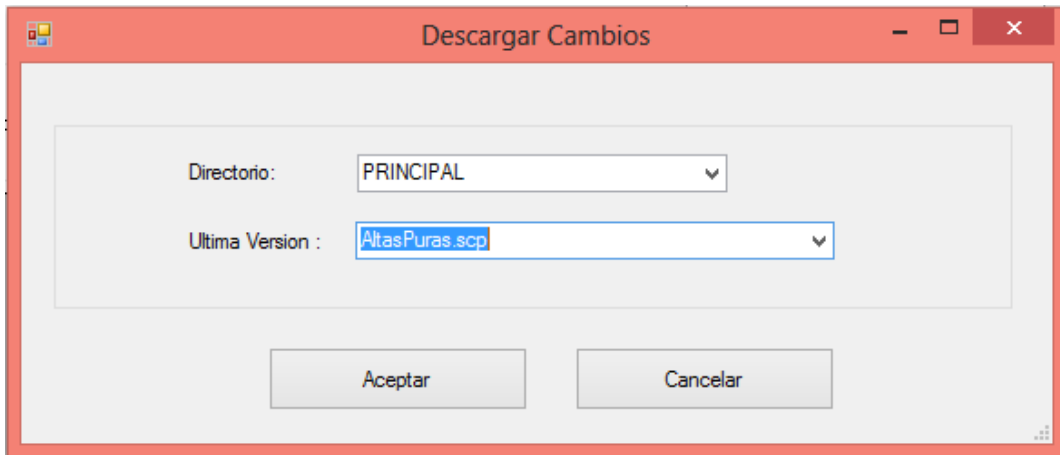 Descargar Cambios
Directorio: PRINCIPAL
Ultima Version : AltasPuras.scp
Aceptar Cancelar